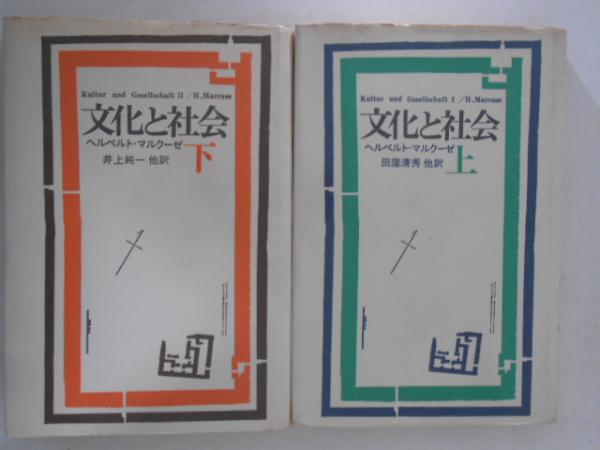 Kultur und Gesellschaft II / H. Marcuse
文化と社会
ヘルベルト・マルクーゼ
下
井上純一 他訳
Kultur und Gesellschaft I / H. Marcuse
文化と社会
ヘルベルト・マルクーゼ
上
田窪清秀 他訳